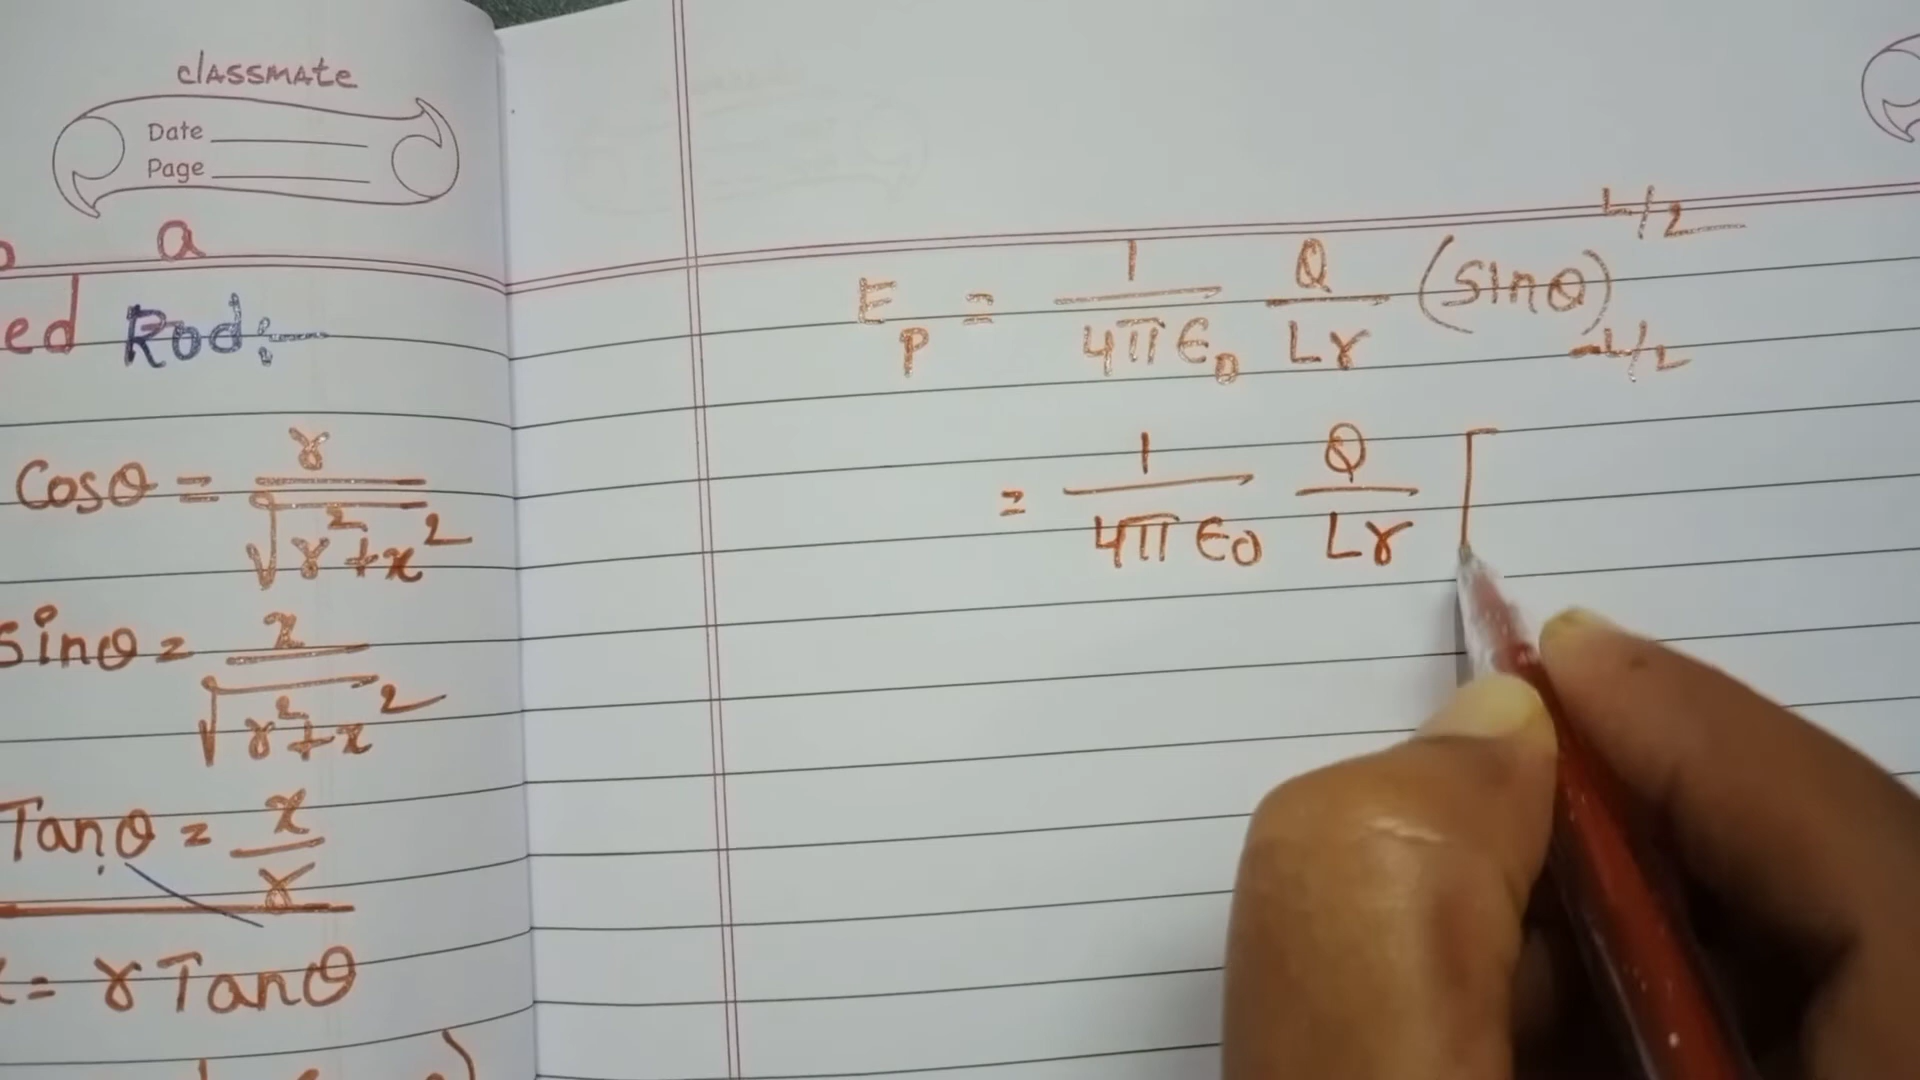 classmate
Date
Page
a
ed Rod:-
Cosθ = r / √r²+x²
Sinθ = x / √r²+x²
Tanθ = x / r
= r Tanθ
E_P = 1 / 4πϵ₀ Q / Lr (Sinθ) L/2 -L/2
= 1 / 4πϵ₀ Q / Lr [